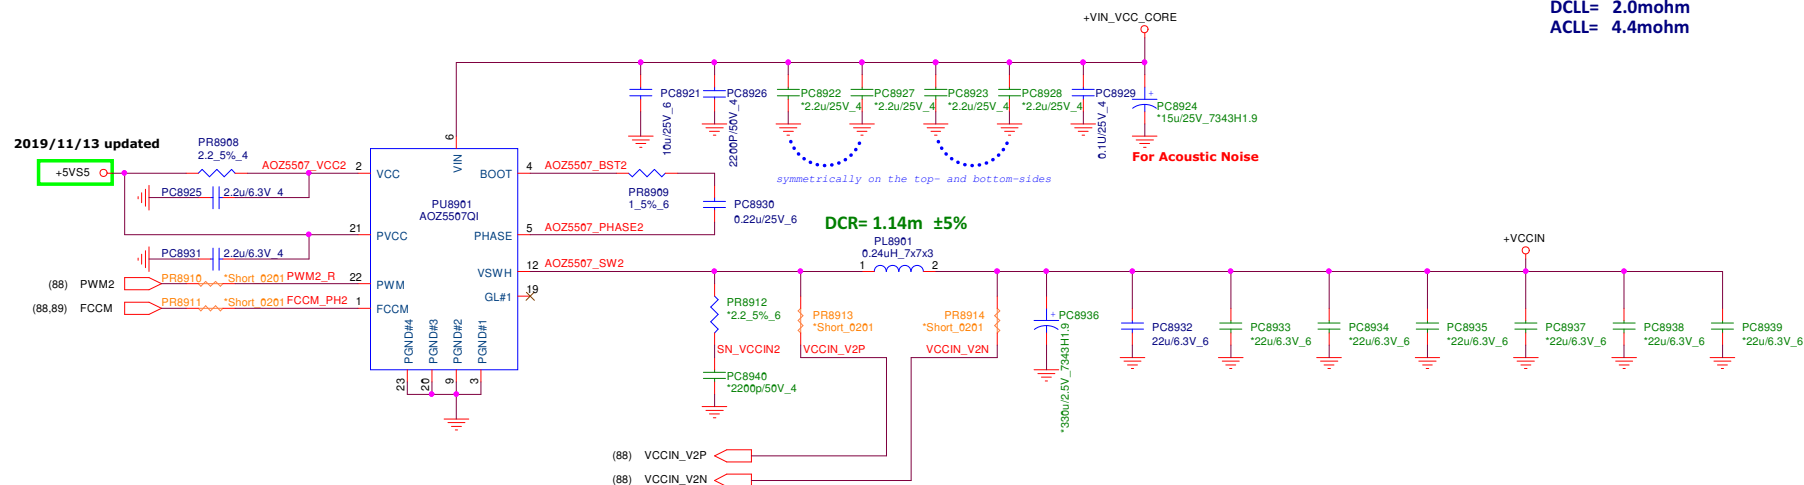 DCLL= 2.0mohm
ACLL= 4.4mohm
+VIN_VCC_CORE
2019/11/13 updated
+5VS5
PR8908
2.2_5%_4
AOZ5507_VCC2
PC8925
2.2u/6.3V_4
PC8931
2.2u/6.3V_4
(88) PWM2
PR8910
*Short_0201
PWM2_R
(88,89) FCCM
PR8911
*Short_0201
FCCM_PH2
2
21
22
1
6
VIN
VCC
PVCC
PWM
FCCM
PU8901
AOZ5507QI
BOOT
PHASE
VSWH
GL#1
PGND#4
PGND#3
PGND#2
PGND#1
23
20
9
3
4
5
12
19
AOZ5507_BST2
PR8909
1_5%_6
PC8930
0.22u/25V_6
AOZ5507_PHASE2
AOZ5507_SW2
PC8921
10u/25V_6
PC8926
2200P/50V_4
PC8922
*2.2u/25V_4
PC8927
*2.2u/25V_4
PC8923
*2.2u/25V_4
PC8928
*2.2u/25V_4
PC8929
0.1U/25V_4
+
PC8924
*15u/25V_7343H1.9
For Acoustic Noise
symmetrically on the top- and bottom-sides
DCR= 1.14m ±5%
PL8901
0.24uH_7x7x3
1
2
PR8912
*2.2_5%_6
SN_VCCIN2
PC8940
*2200p/50V_4
PR8913
*Short_0201
VCCIN_V2P
PR8914
*Short_0201
VCCIN_V2N
+
PC8936
*330u/2.5V_7343H1.9
+VCCIN
PC8932
22u/6.3V_6
PC8933
*22u/6.3V_6
PC8934
*22u/6.3V_6
PC8935
*22u/6.3V_6
PC8937
*22u/6.3V_6
PC8938
*22u/6.3V_6
PC8939
*22u/6.3V_6
(88) VCCIN_V2P
(88) VCCIN_V2N